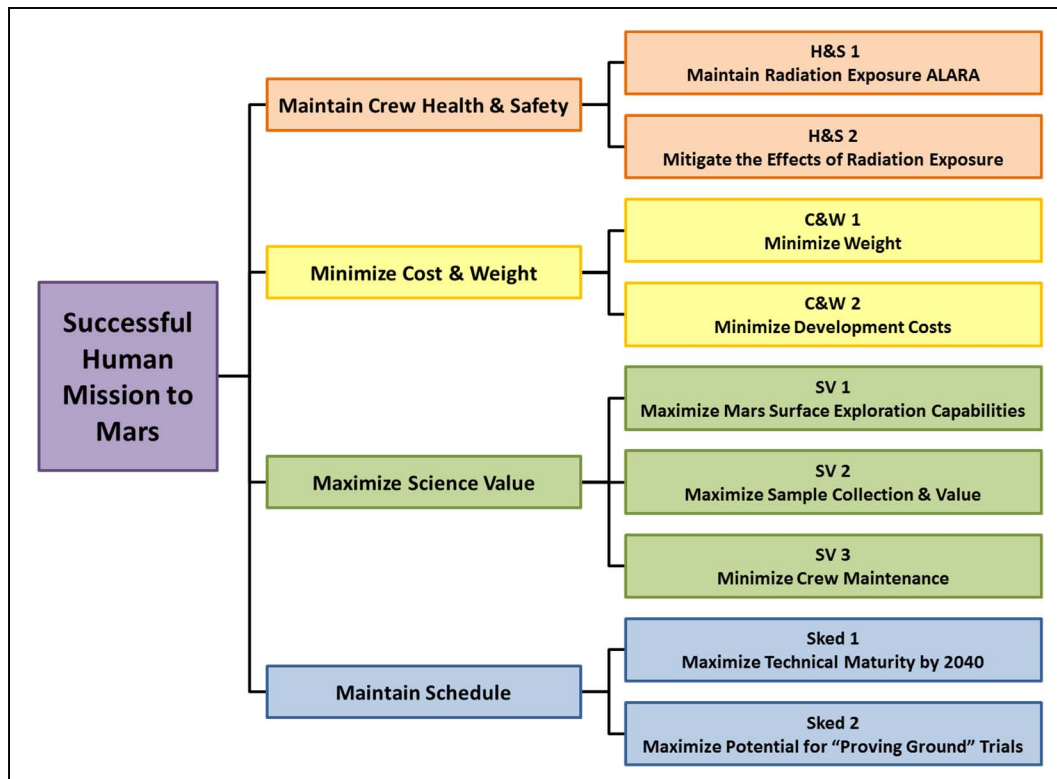 Successful
Human
Mission to
Mars
Maintain Crew Health & Safety
H&S 1
Maintain Radiation Exposure ALARA
H&S 2
Mitigate the Effects of Radiation Exposure
Minimize Cost & Weight
C&W 1
Minimize Weight
C&W 2
Minimize Development Costs
Maximize Science Value
SV 1
Maximize Mars Surface Exploration Capabilities
SV 2
Maximize Sample Collection & Value
SV 3
Minimize Crew Maintenance
Maintain Schedule
Sked 1
Maximize Technical Maturity by 2040
Sked 2
Maximize Potential for “Proving Ground” Trials